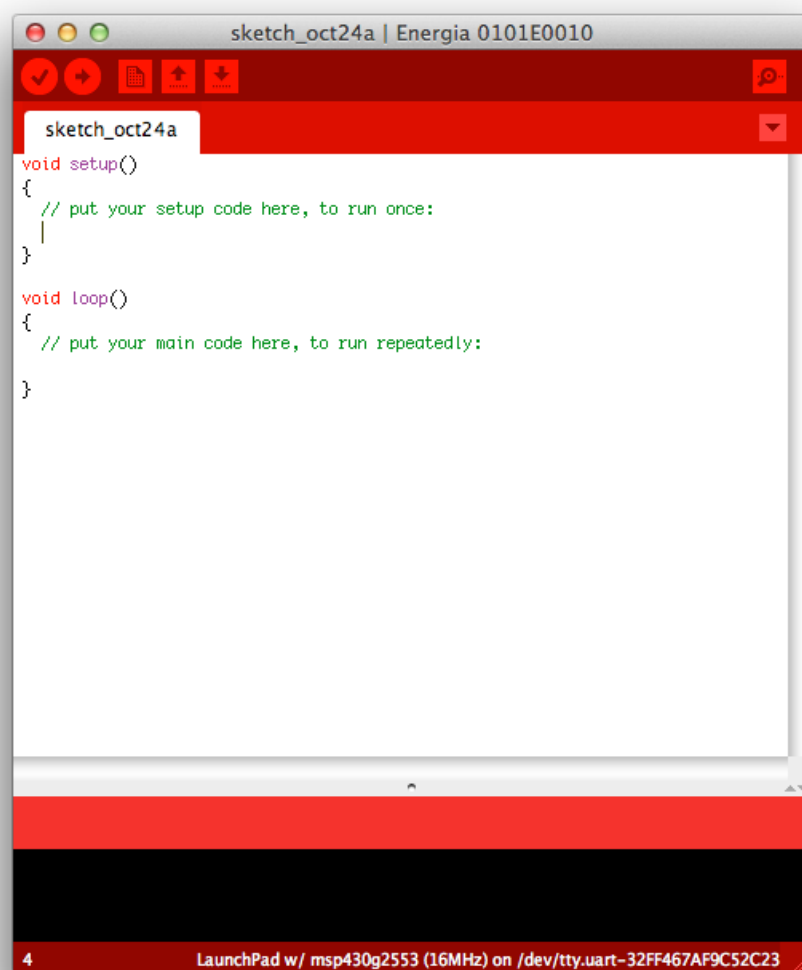 sketch_oct24a | Energia 0101E0010
sketch_oct24a
void setup()
{
  // put your setup code here, to run once:
}
void loop()
{
  // put your main code here, to run repeatedly:
}
4 LaunchPad w/ msp430g2553 (16MHz) on /dev/tty.uart-32FF467AF9C52C23